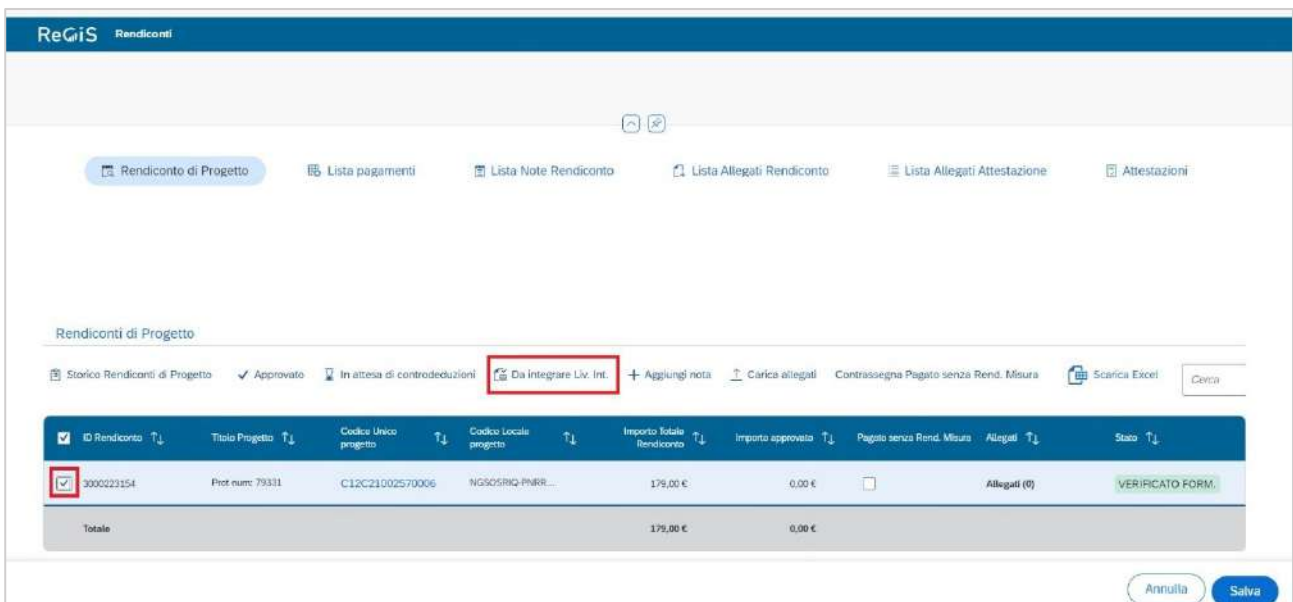 ReGiS Rendiconti
Rendiconto di Progetto Lista pagamenti Lista Note Rendiconto Lista Allegati Rendiconto Lista Allegati Attestazione Attestazioni
Rendiconti di Progetto
Storico Rendiconti di Progetto Approvato In attesa di controdeduzioni Da integrare Liv. Int. Aggiungi nota Carica allegati Contrassegna Pagato senza Rend. Misura Scarica Excel Cerca
ID Rendiconto Titolo Progetto Codice Unico progetto Codice Locale progetto Importo Totale Rendiconto Importo approvato Pagato senza Rend. Misura Allegati Stato
3000223154 Prot num: 79331 C12C21002570006 NGSOSRIQ-PNRR... 179,00 € 0,00 € Allegati (0) VERIFICATO FORM.
Totale 179,00 € 0,00 €
Annulla Salva